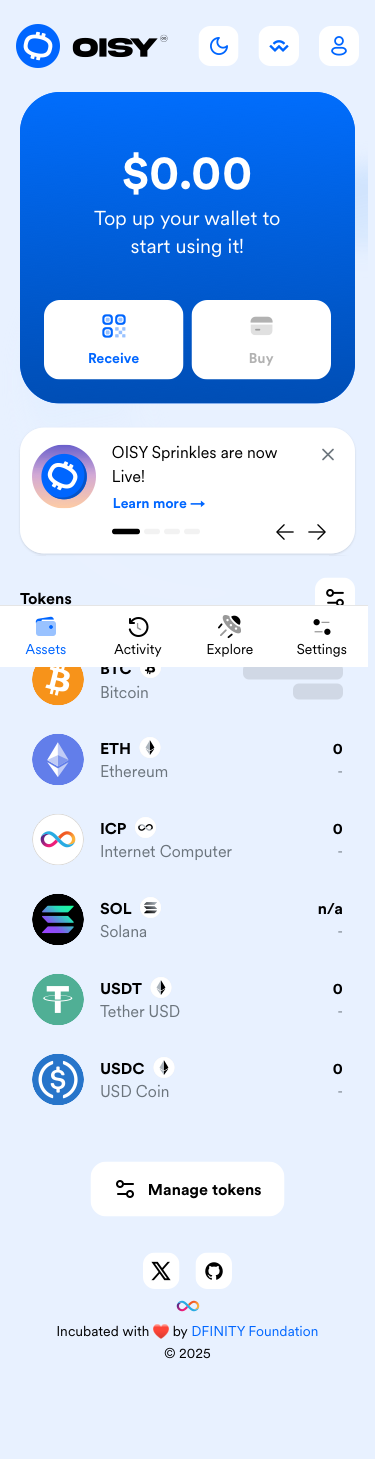 OISY
$0.00
Top up your wallet to
start using it!
Receive
Buy
OISY Sprinkles are now
Live!
Learn more →
Tokens
Assets
Activity
Explore
Settings
BTC
Bitcoin
ETH
0
Ethereum
-
ICP
0
Internet Computer
-
SOL
n/a
Solana
-
USDT
0
Tether USD
-
USDC
0
USD Coin
-
Manage tokens
Incubated with ❤️ by DFINITY Foundation
© 2025